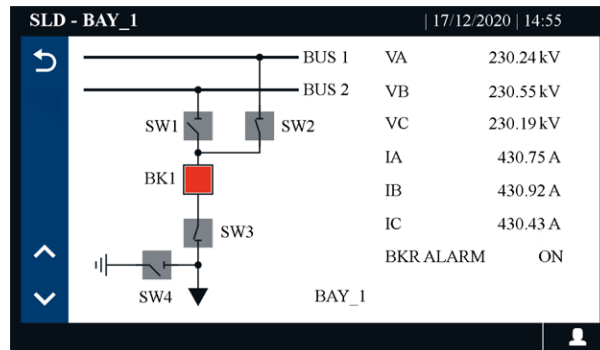 SLD - BAY_1 | 17/12/2020 | 14:55
BUS 1 VA 230.24 kV
BUS 2 VB 230.55 kV
SW1 SW2 VC 230.19 kV
IA 430.75 A
BK1 IB 430.92 A
SW3 IC 430.43 A
BKR ALARM ON
SW4 BAY_1